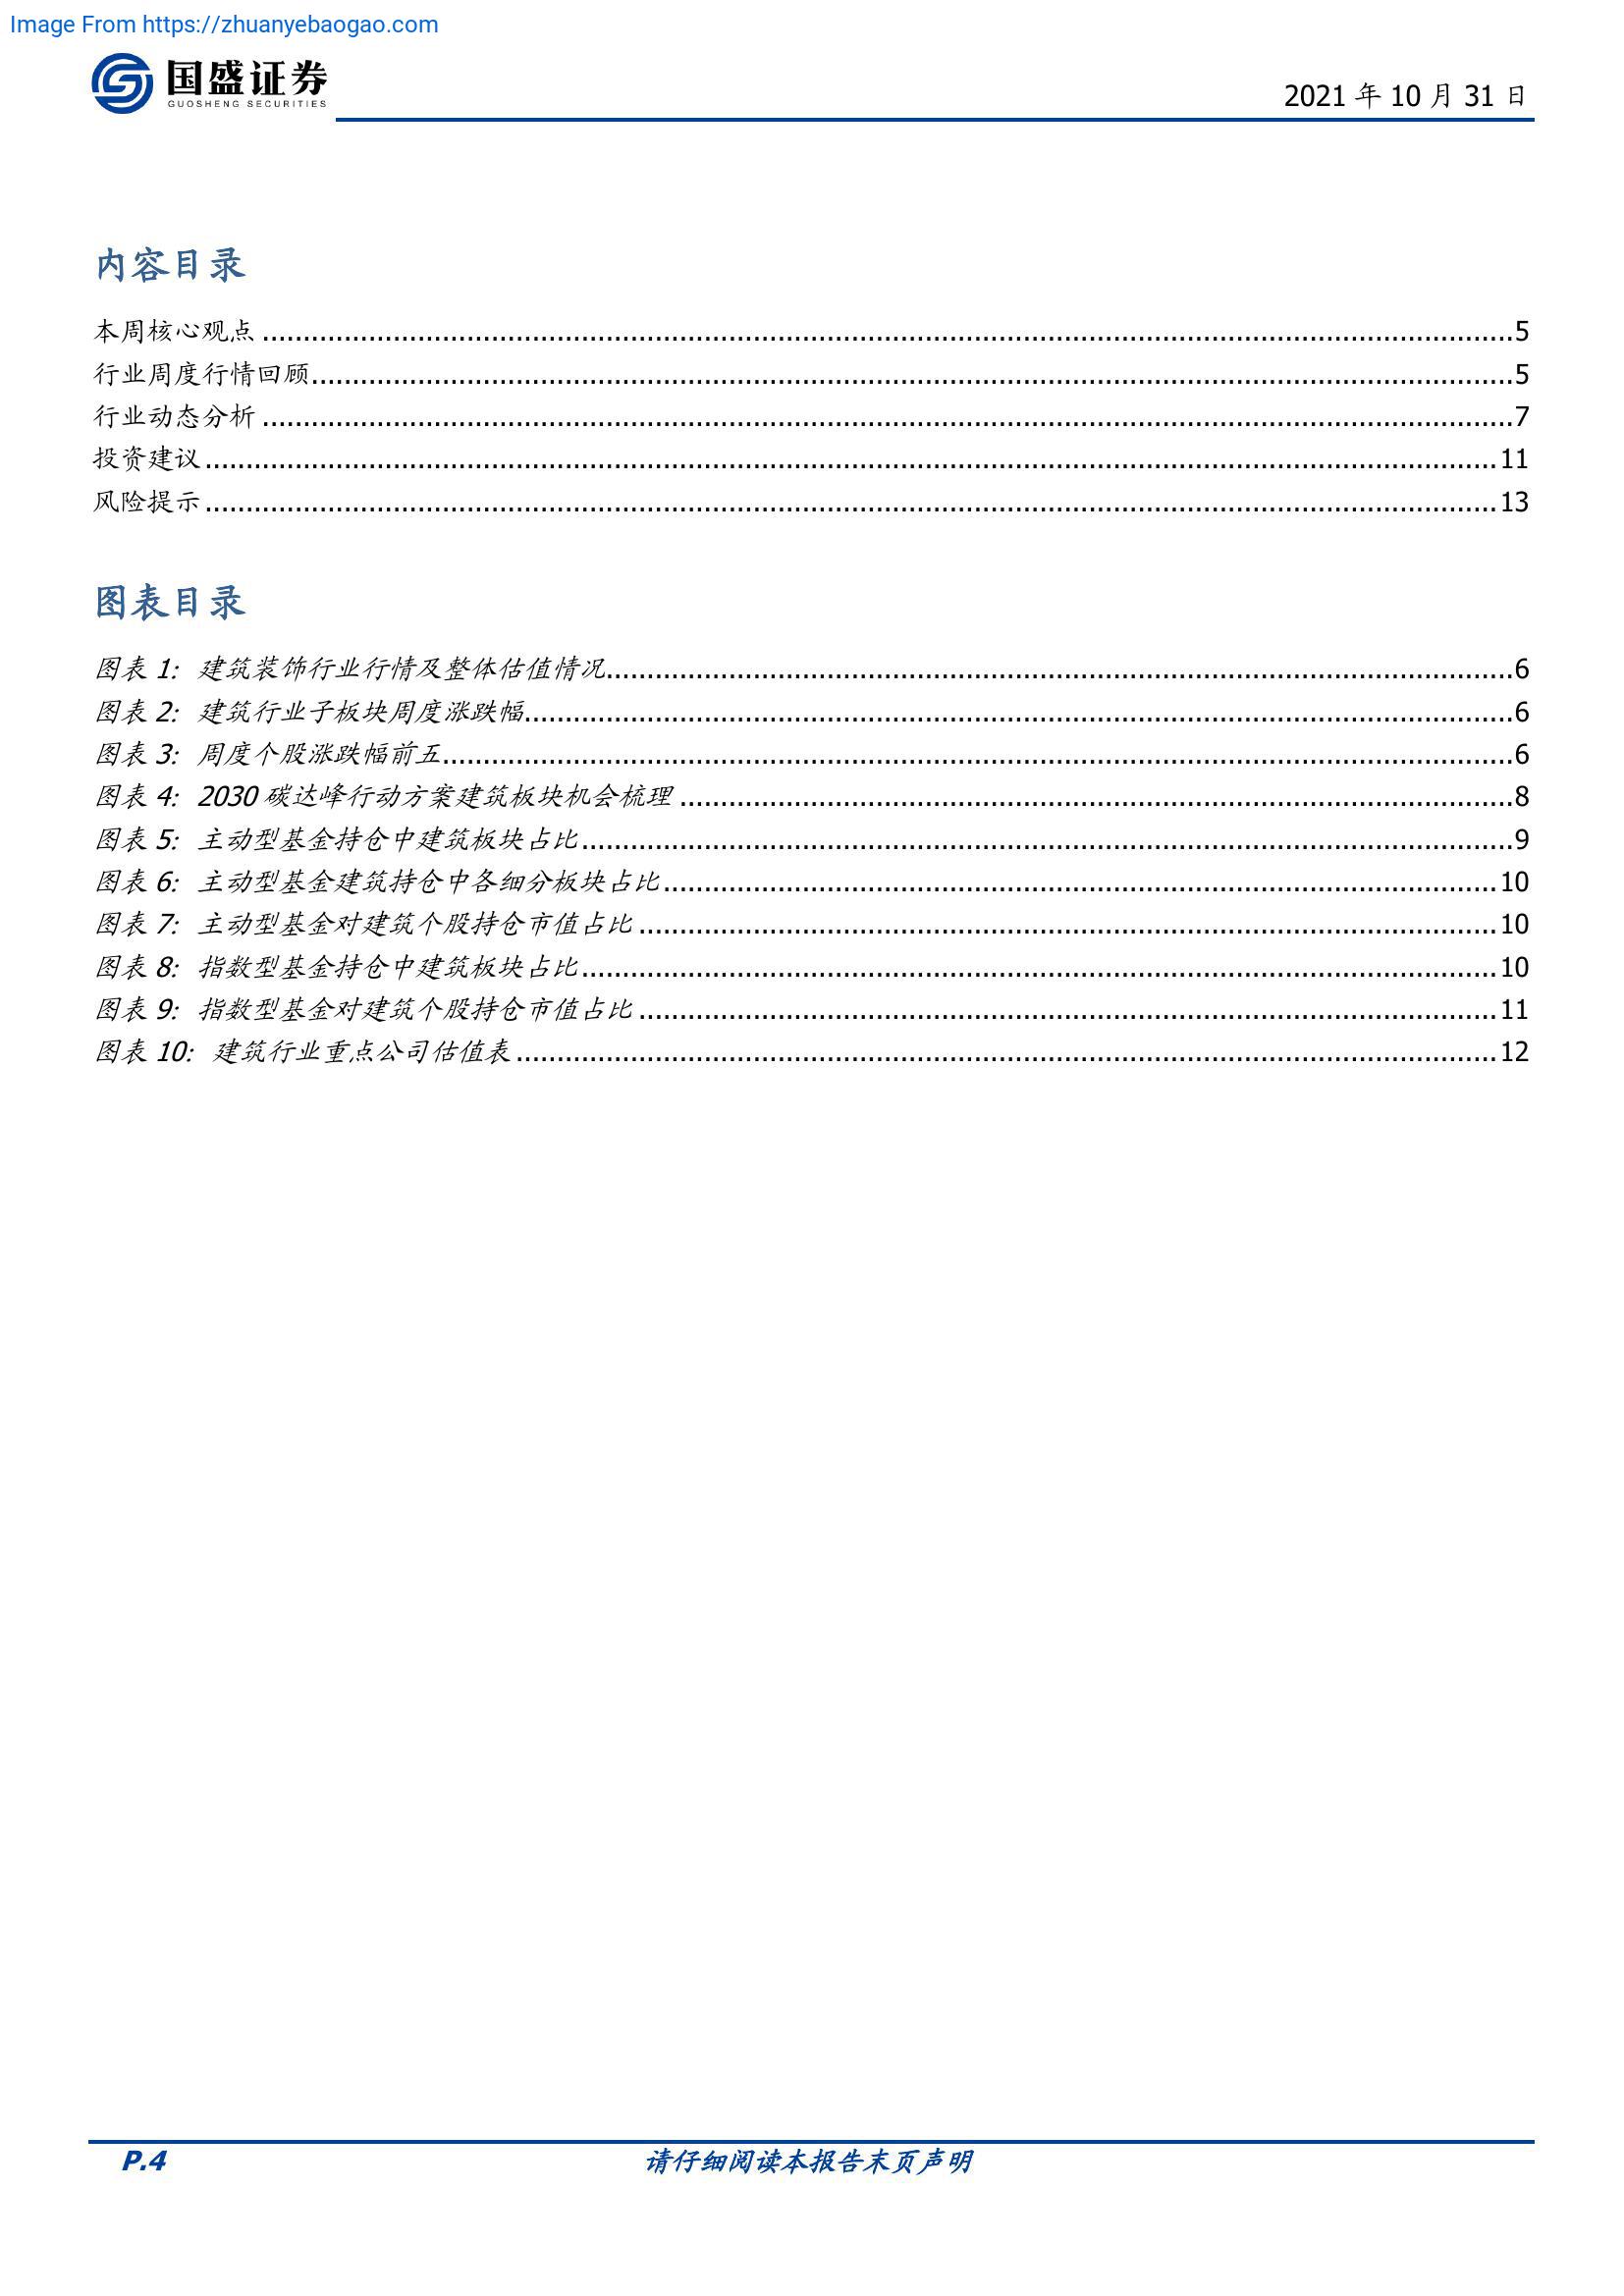 Image From https://zhuanyebaogao.com
国盛证券
GUOSHENG SECURITIES
2021 年 10 月 31 日
内容目录
本周核心观点 ........................................ 5
行业周度行情回顾 ........................................ 5
行业动态分析 ........................................ 7
投资建议 ........................................ 11
风险提示 ........................................ 13
图表目录
图表 1: 建筑装饰行业行情及整体估值情况 ........................................ 6
图表 2: 建筑行业子板块周度涨跌幅 ........................................ 6
图表 3: 周度个股涨跌幅前五 ........................................ 6
图表 4: 2030 碳达峰行动方案建筑板块机会梳理 ........................................ 8
图表 5: 主动型基金持仓中建筑板块占比 ........................................ 9
图表 6: 主动型基金建筑持仓中各细分板块占比 ........................................ 10
图表 7: 主动型基金对建筑个股持仓市值占比 ........................................ 10
图表 8: 指数型基金持仓中建筑板块占比 ........................................ 10
图表 9: 指数型基金对建筑个股持仓市值占比 ........................................ 11
图表 10: 建筑行业重点公司估值表 ........................................ 12
P.4
请仔细阅读本报告末页声明